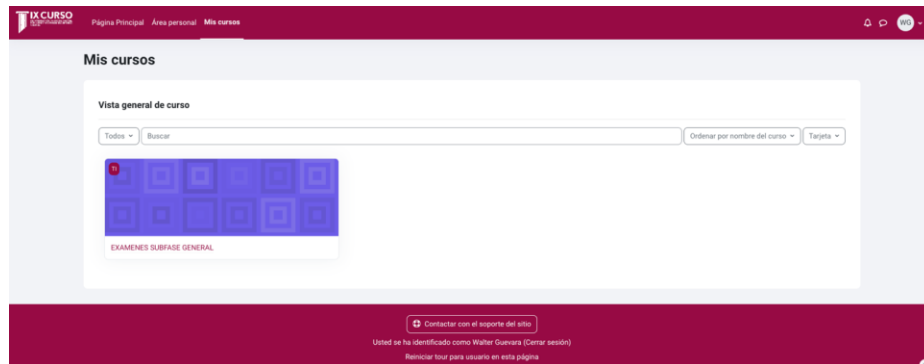 IX CURSO
Página Principal Área personal Mis cursos
WG
Mis cursos
Vista general de curso
Todos Buscar Ordenar por nombre del curso Tarjeta
TI
EXAMENES SUBFASE GENERAL
Contactar con el soporte del sitio
Usted se ha identificado como Walter Guevara (Cerrar sesión)
Reiniciar tour para usuario en esta página